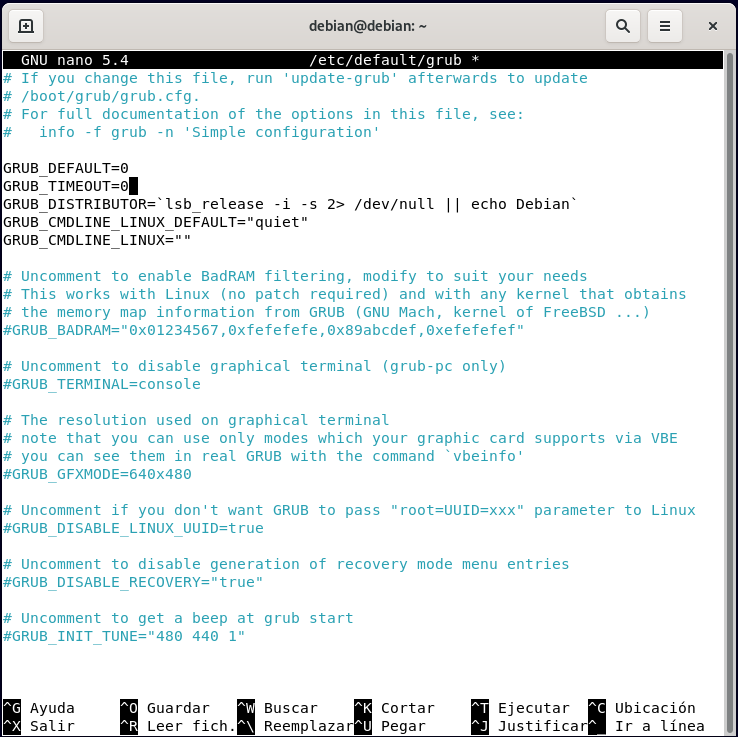 debian@debian: ~
GNU nano 5.4 /etc/default/grub *
# If you change this file, run 'update-grub' afterwards to update
# /boot/grub/grub.cfg.
# For full documentation of the options in this file, see:
#   info -f grub -n 'Simple configuration'

GRUB_DEFAULT=0
GRUB_TIMEOUT=0
GRUB_DISTRIBUTOR=`lsb_release -i -s 2> /dev/null || echo Debian`
GRUB_CMDLINE_LINUX_DEFAULT="quiet"
GRUB_CMDLINE_LINUX=""

# Uncomment to enable BadRAM filtering, modify to suit your needs
# This works with Linux (no patch required) and with any kernel that obtains
# the memory map information from GRUB (GNU Mach, kernel of FreeBSD ...)
#GRUB_BADRAM="0x01234567,0xfefefefe,0x89abcdef,0xefefefef"

# Uncomment to disable graphical terminal (grub-pc only)
#GRUB_TERMINAL=console

# The resolution used on graphical terminal
# note that you can use only modes which your graphic card supports via VBE
# you can see them in real GRUB with the command `vbeinfo'
#GRUB_GFXMODE=640x480

# Uncomment if you don't want GRUB to pass "root=UUID=xxx" parameter to Linux
#GRUB_DISABLE_LINUX_UUID=true

# Uncomment to disable generation of recovery mode menu entries
#GRUB_DISABLE_RECOVERY="true"

# Uncomment to get a beep at grub start
#GRUB_INIT_TUNE="480 440 1"

^G Ayuda ^O Guardar ^W Buscar ^K Cortar ^T Ejecutar ^C Ubicación
^X Salir ^R Leer fich. ^\ Reemplazar ^U Pegar ^J Justificar ^_ Ir a línea